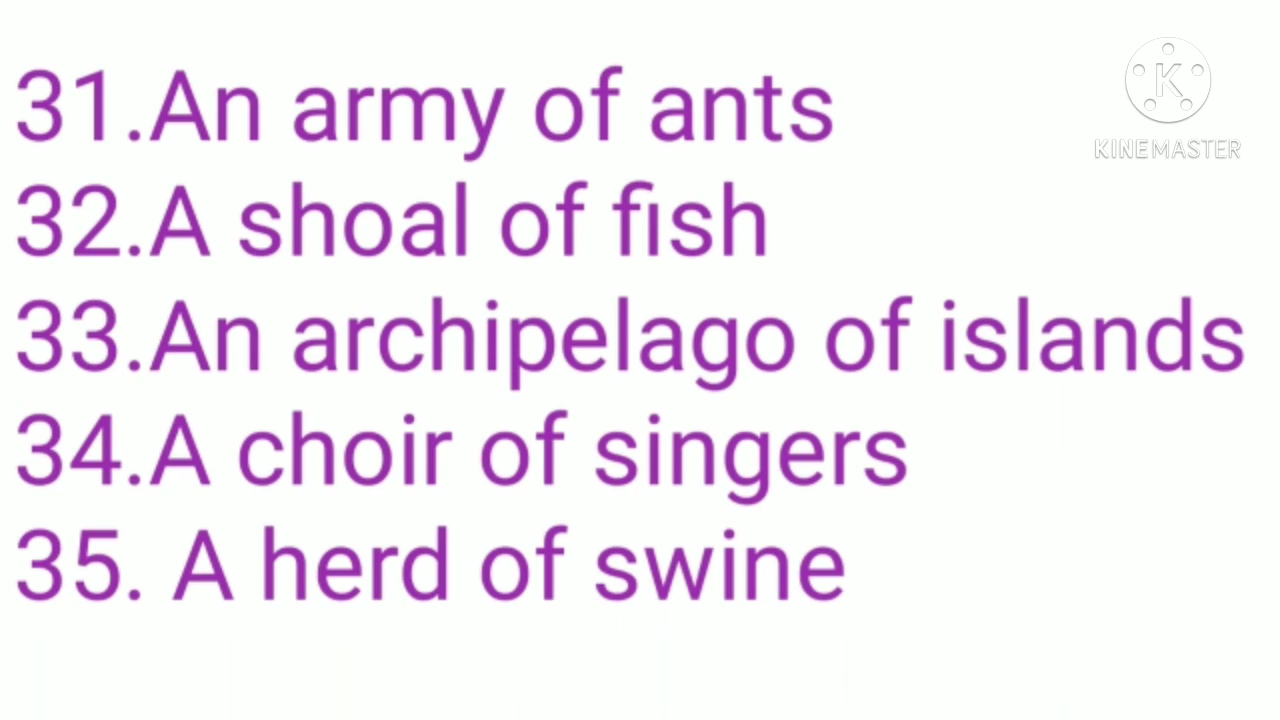 31.An army of ants
32.A shoal of fish
33.An archipelago of islands
34.A choir of singers
35. A herd of swine
K
KINEMASTER